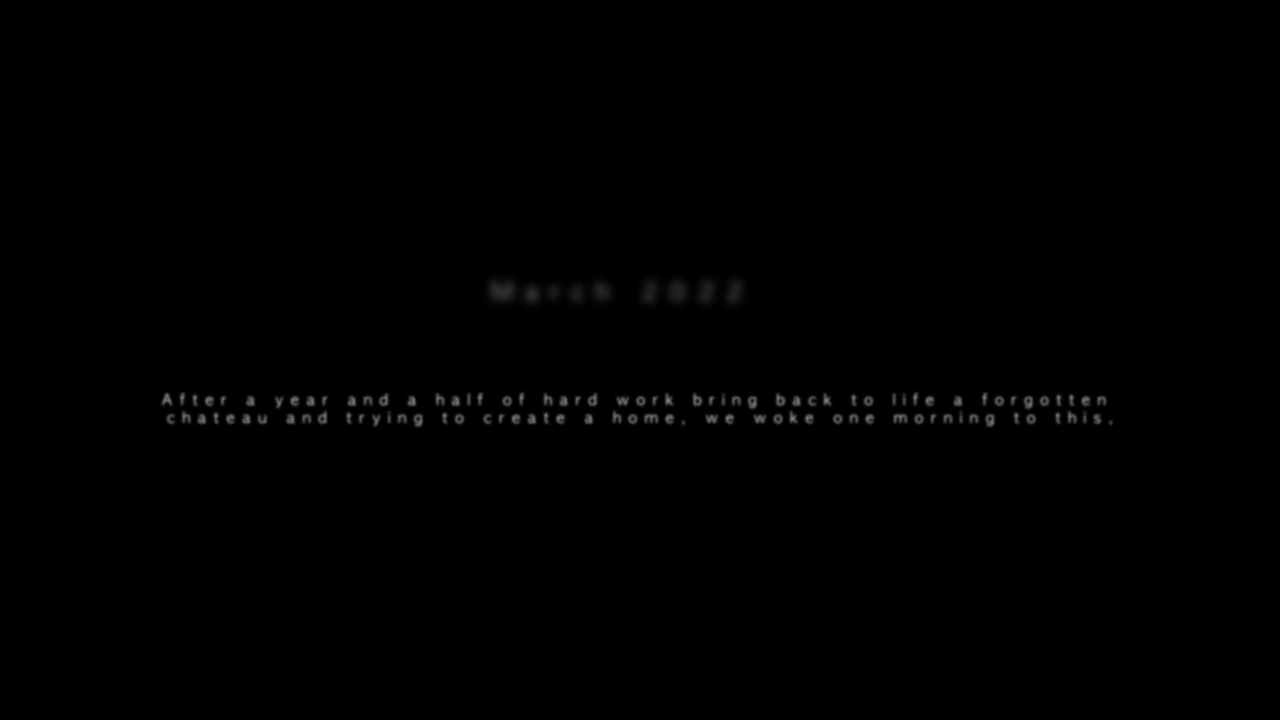 March 2022
After a year and a half of hard work bring back to life a forgotten
chateau and trying to create a home, we woke one morning to this,